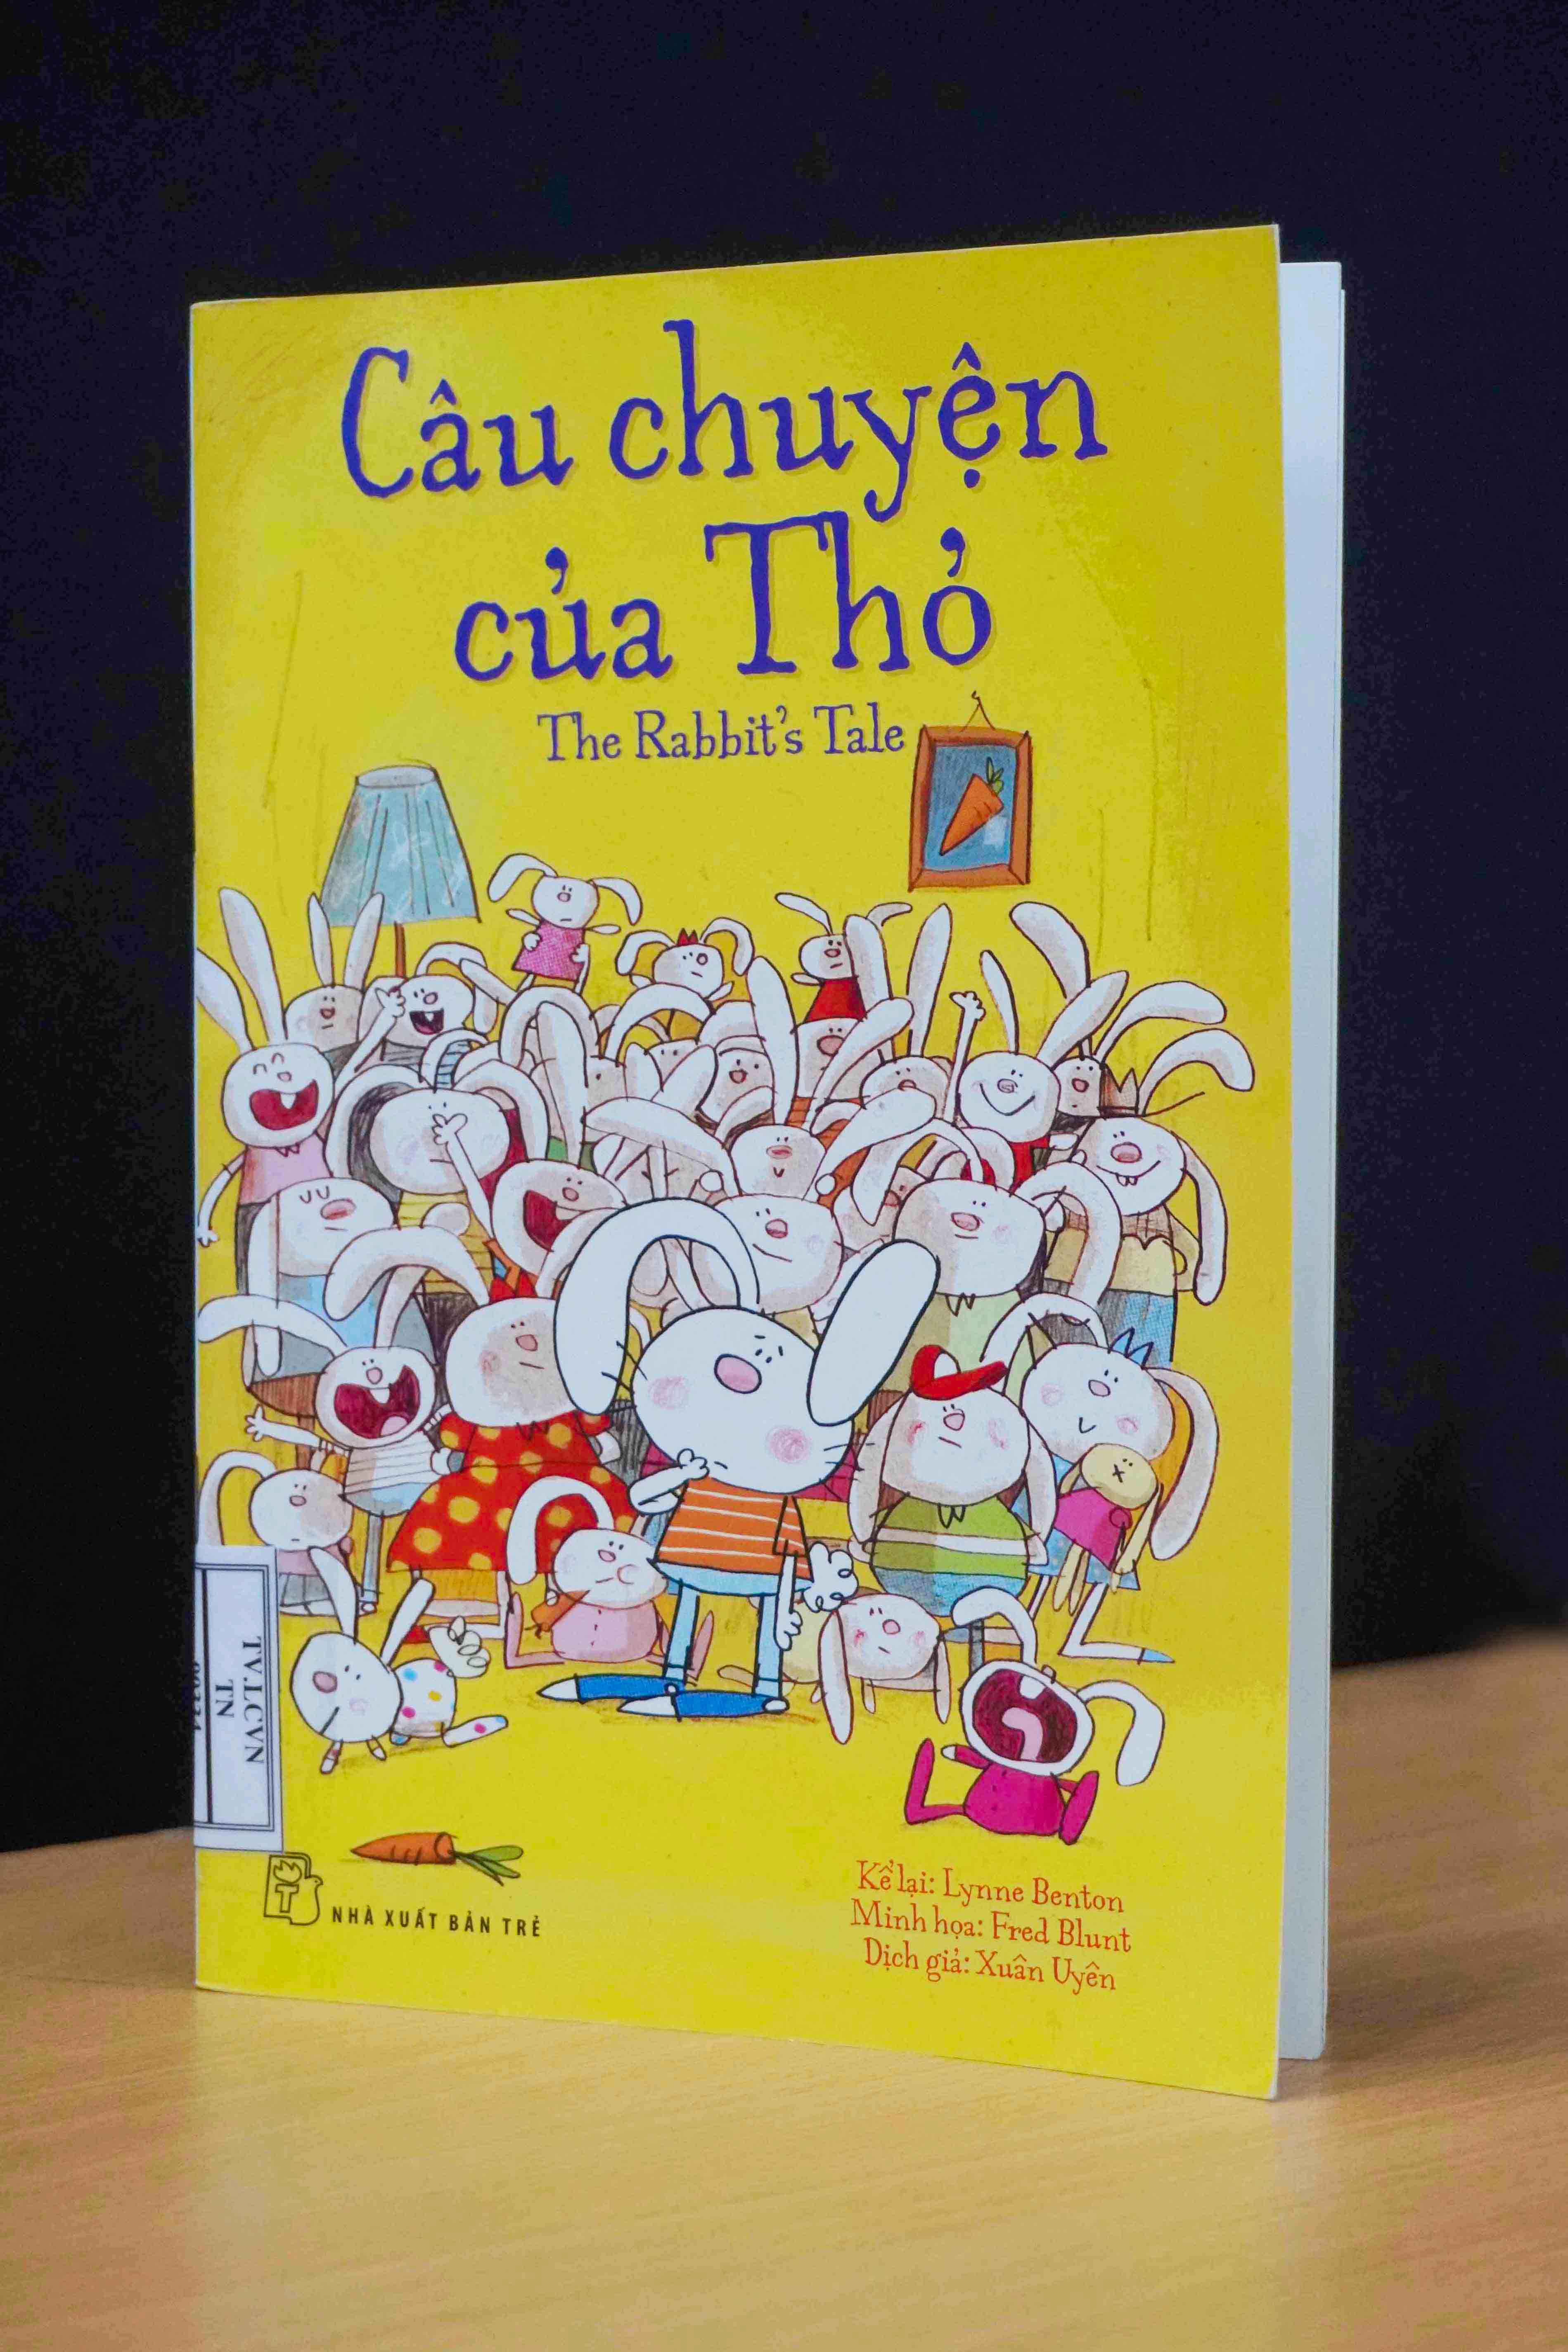 Câu chuyện
của Thỏ
The Rabbit's Tale
TV.LCVN
TN
NHÀ XUẤT BẢN TRẺ
Kể lại: Lynne Benton
Minh họa: Fred Blunt
Dịch giả: Xuân Uyên